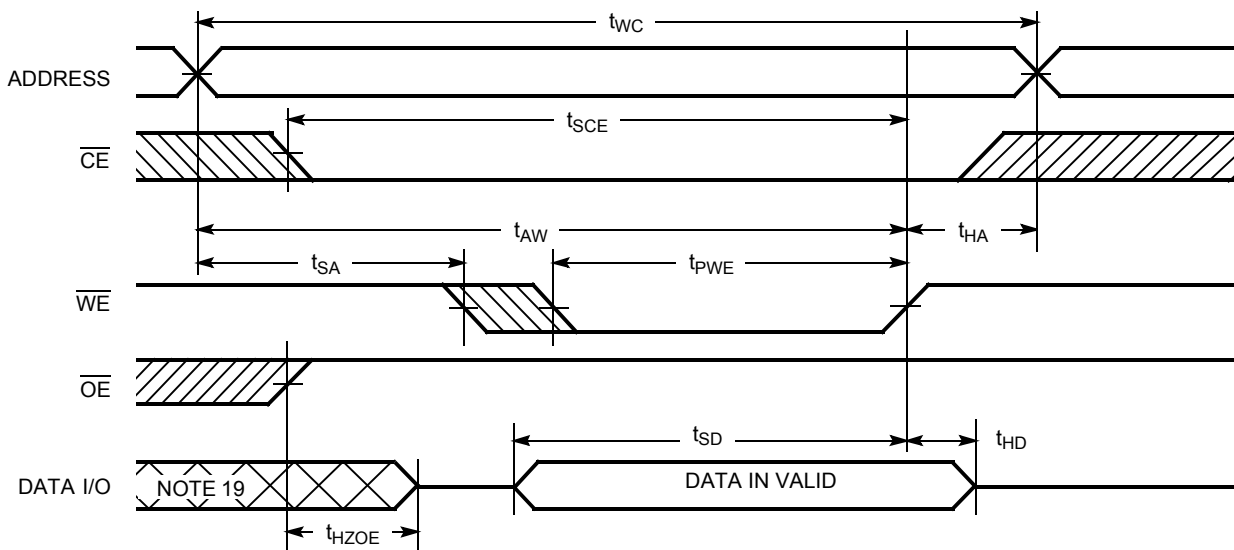 tWC
ADDRESS
tSCE
CE
tAW
tHA
tSA
tPWE
WE
OE
tSD
tHD
DATA I/O
NOTE 19
DATA IN VALID
tHZOE